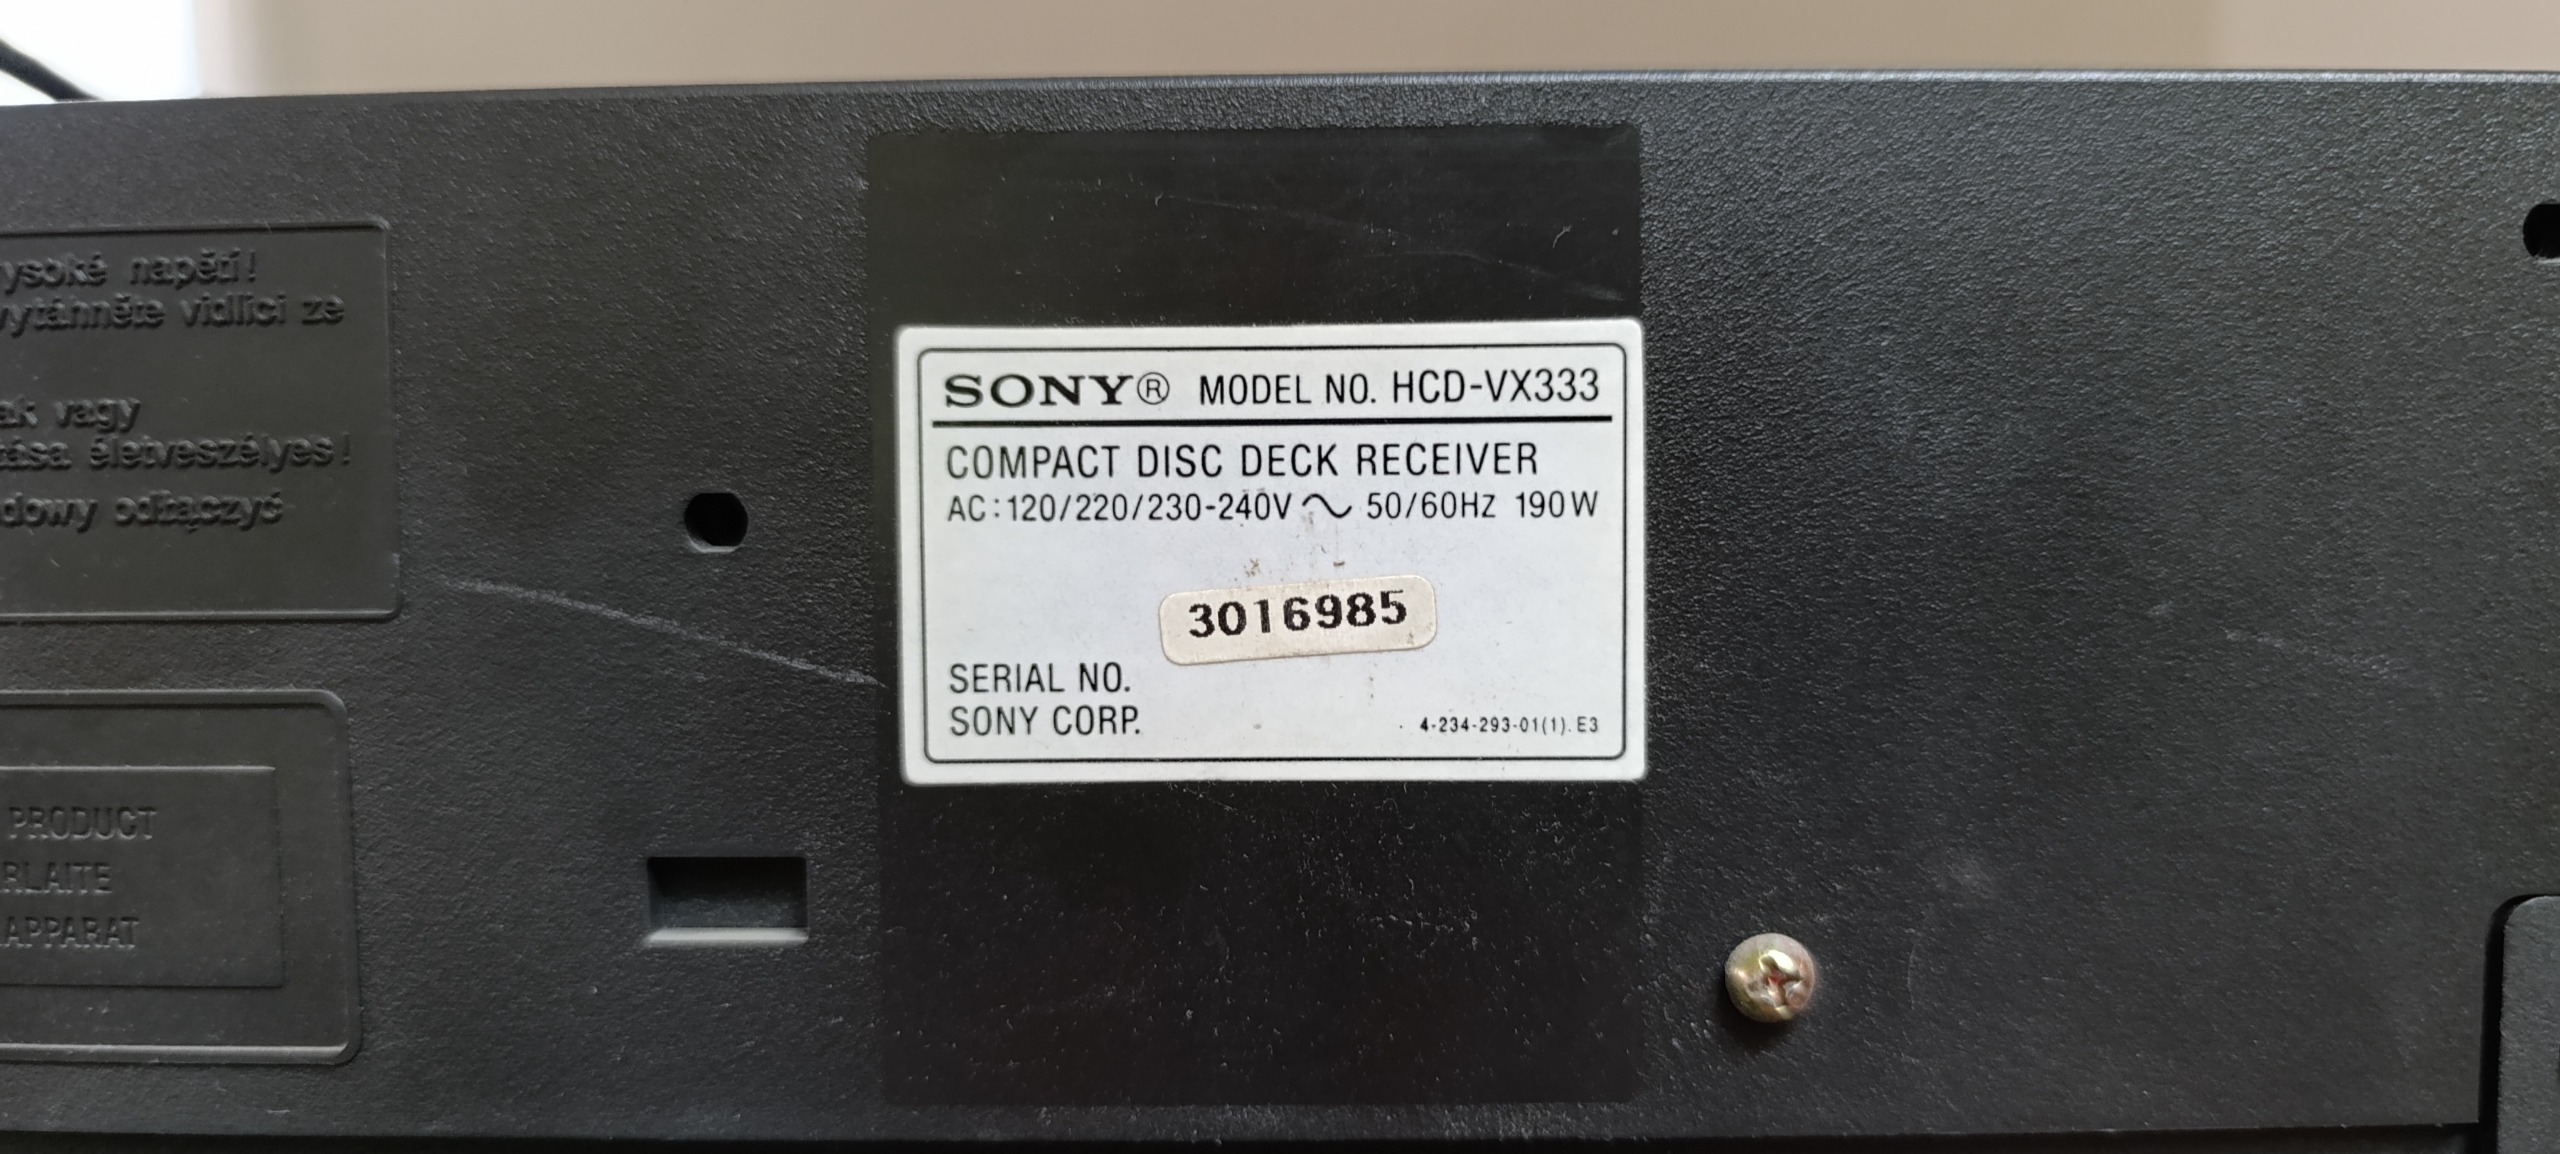 ysoké napětí!
vytáhněte vidlici ze
ak vagy
tása életveszélyes!
dowy odłączyć
PRODUCT
RLAITE
APPARAT
SONY® MODEL NO. HCD-VX333
COMPACT DISC DECK RECEIVER
AC:120/220/230-240V ~ 50/60Hz 190W
3016985
SERIAL NO.
SONY CORP. 4-234-293-01(1).E3